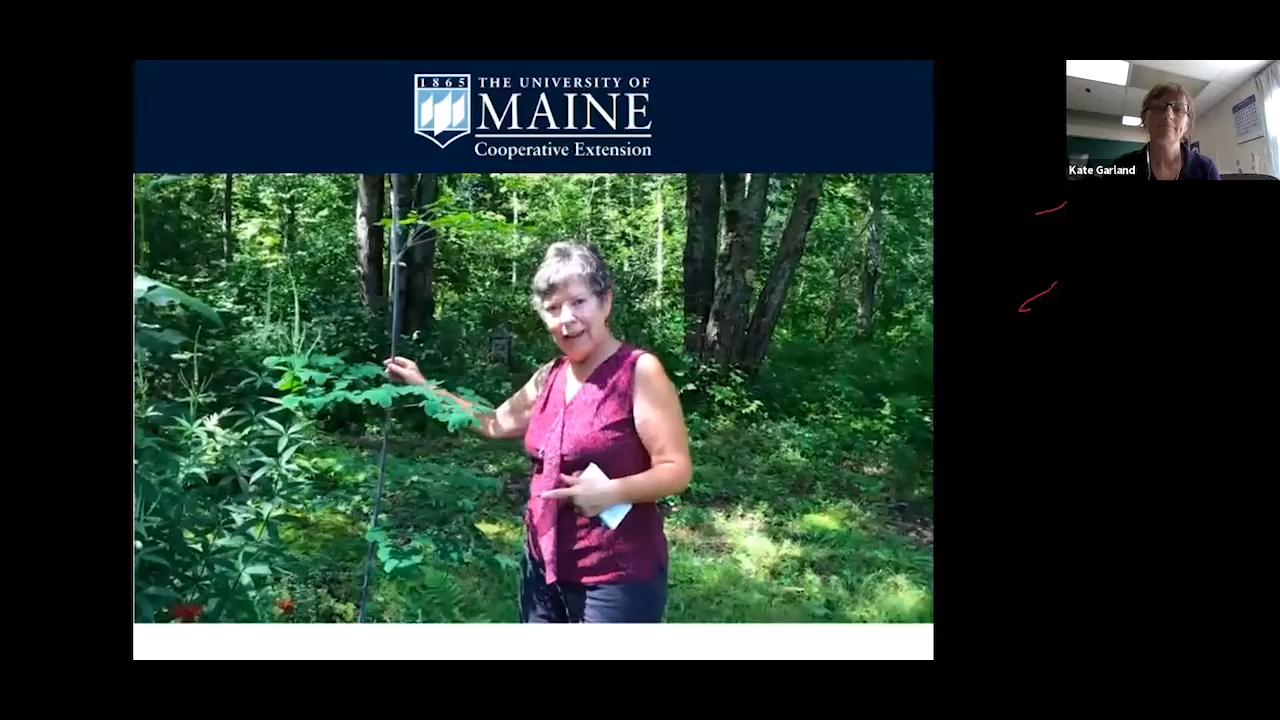 1865
THE UNIVERSITY OF
MAINE
Cooperative Extension
Kate Garland